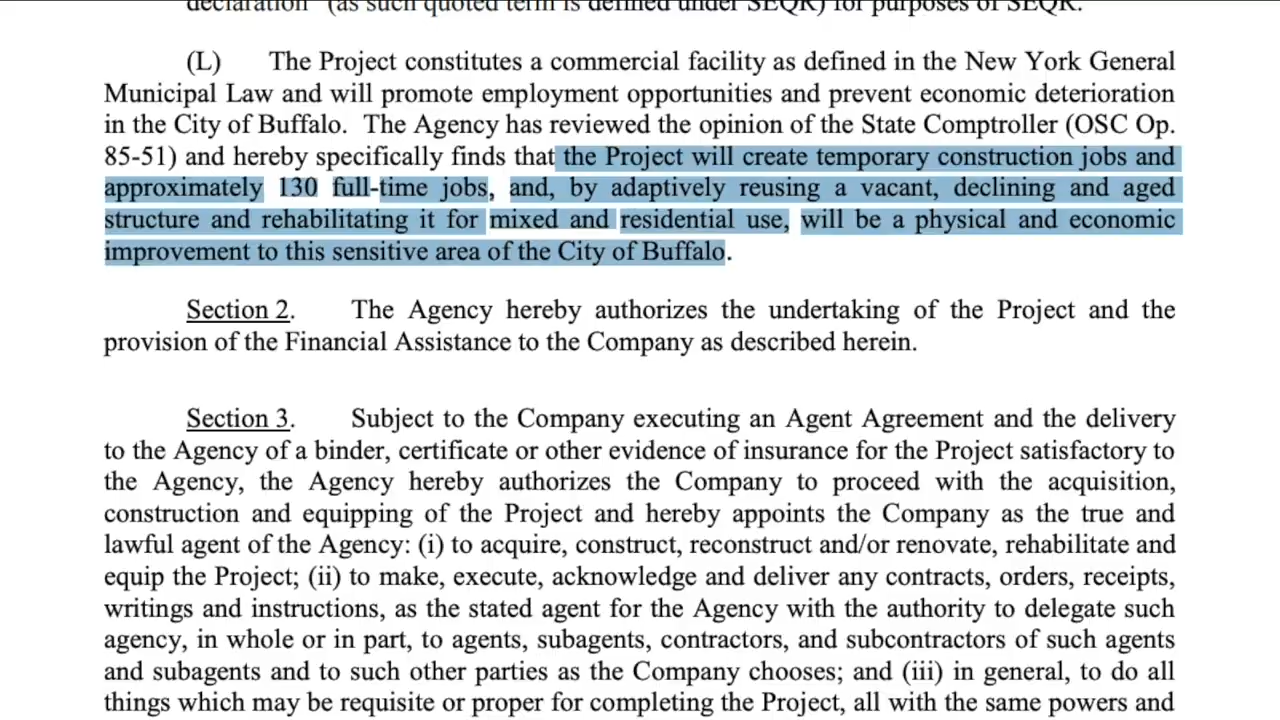 declaration" (as such quoted term is defined under SEQR) for purposes of SEQR.
(L) The Project constitutes a commercial facility as defined in the New York General
Municipal Law and will promote employment opportunities and prevent economic deterioration
in the City of Buffalo. The Agency has reviewed the opinion of the State Comptroller (OSC Op.
85-51) and hereby specifically finds that the Project will create temporary construction jobs and
approximately 130 full-time jobs, and, by adaptively reusing a vacant, declining and aged
structure and rehabilitating it for mixed and residential use, will be a physical and economic
improvement to this sensitive area of the City of Buffalo.
Section 2. The Agency hereby authorizes the undertaking of the Project and the
provision of the Financial Assistance to the Company as described herein.
Section 3. Subject to the Company executing an Agent Agreement and the delivery
to the Agency of a binder, certificate or other evidence of insurance for the Project satisfactory to
the Agency, the Agency hereby authorizes the Company to proceed with the acquisition,
construction and equipping of the Project and hereby appoints the Company as the true and
lawful agent of the Agency: (i) to acquire, construct, reconstruct and/or renovate, rehabilitate and
equip the Project; (ii) to make, execute, acknowledge and deliver any contracts, orders, receipts,
writings and instructions, as the stated agent for the Agency with the authority to delegate such
agency, in whole or in part, to agents, subagents, contractors, and subcontractors of such agents
and subagents and to such other parties as the Company chooses; and (iii) in general, to do all
things which may be requisite or proper for completing the Project, all with the same powers and